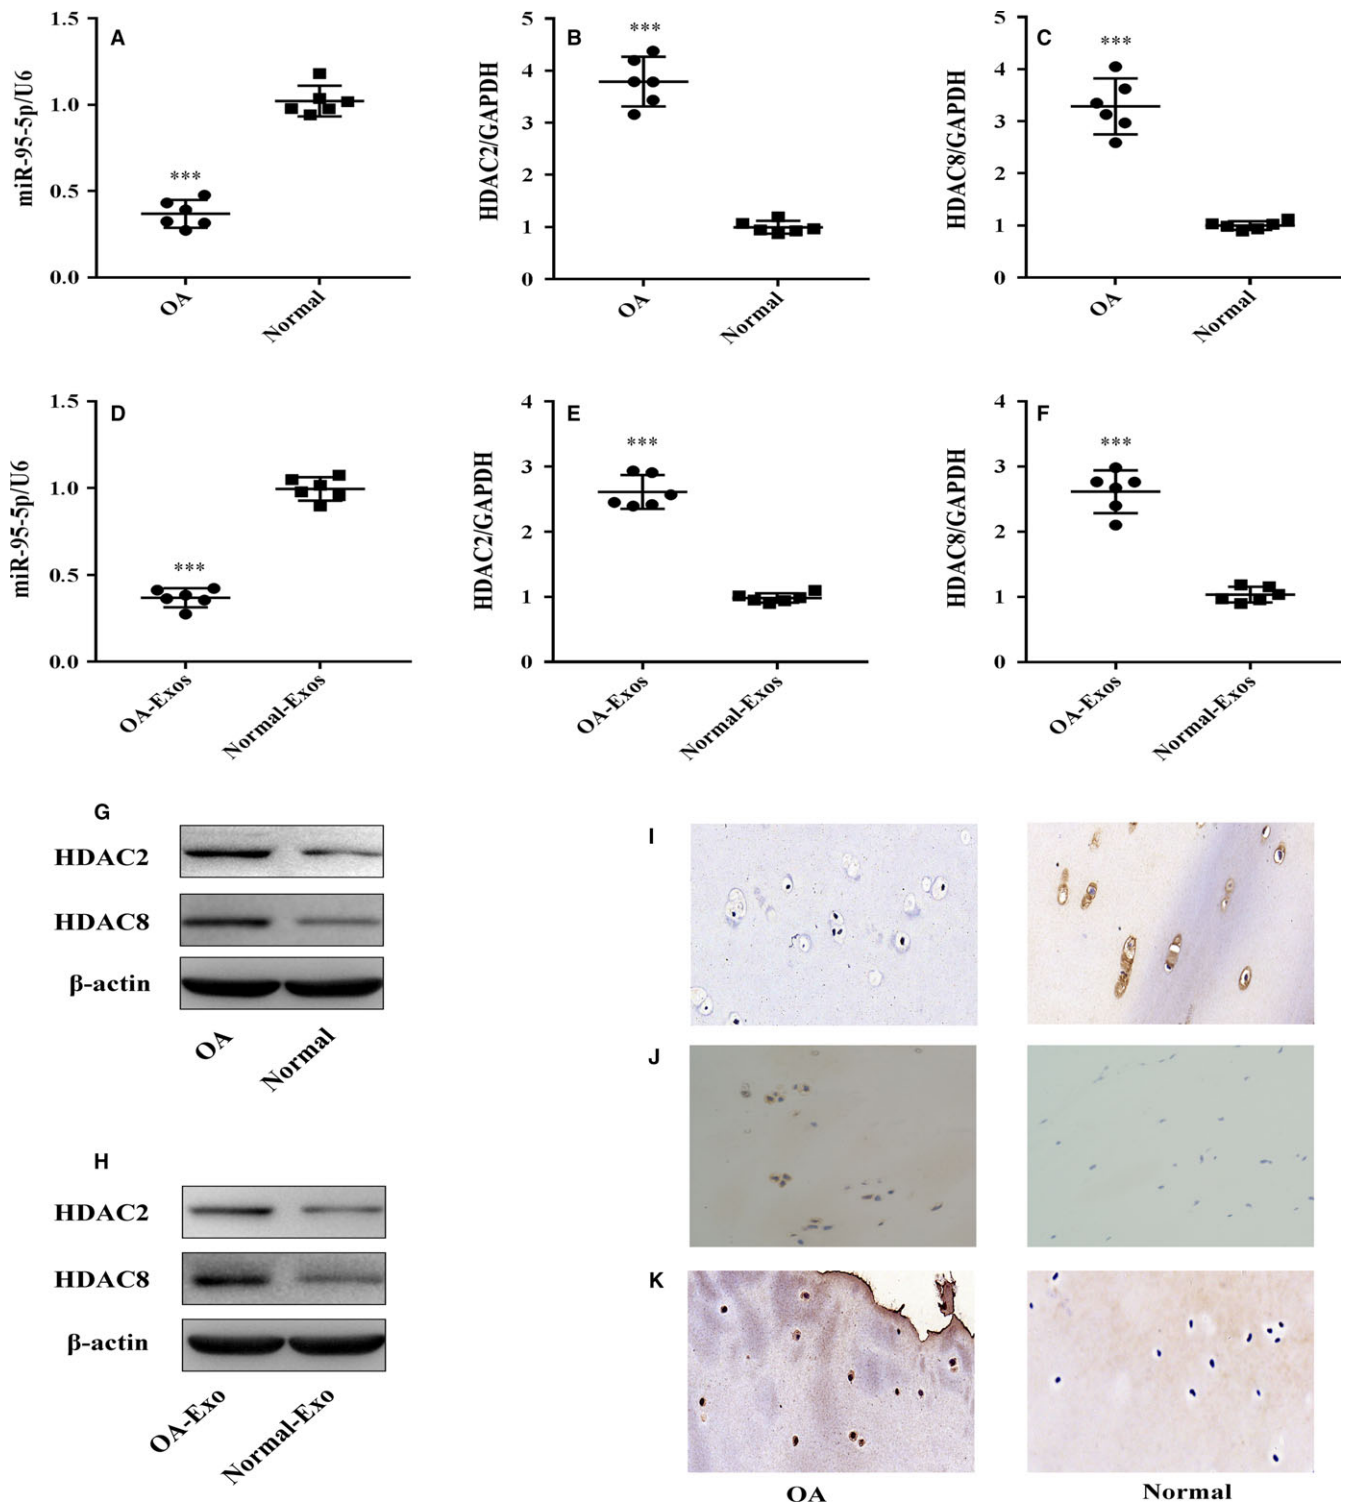 A
miR-95-5p/U6
1.5
1.0
0.5
0.0
***
OA
Normal
B
HDAC2/GAPDH
5
4
3
2
1
0
***
OA
Normal
C
HDAC8/GAPDH
5
4
3
2
1
0
***
OA
Normal
D
miR-95-5p/U6
1.5
1.0
0.5
0.0
***
OA-Exos
Normal-Exos
E
HDAC2/GAPDH
4
3
2
1
0
***
OA-Exos
Normal-Exos
F
HDAC8/GAPDH
4
3
2
1
0
***
OA-Exos
Normal-Exos
G
HDAC2
HDAC8
β-actin
OA
Normal
H
HDAC2
HDAC8
β-actin
OA-Exo
Normal-Exo
I
J
K
OA
Normal